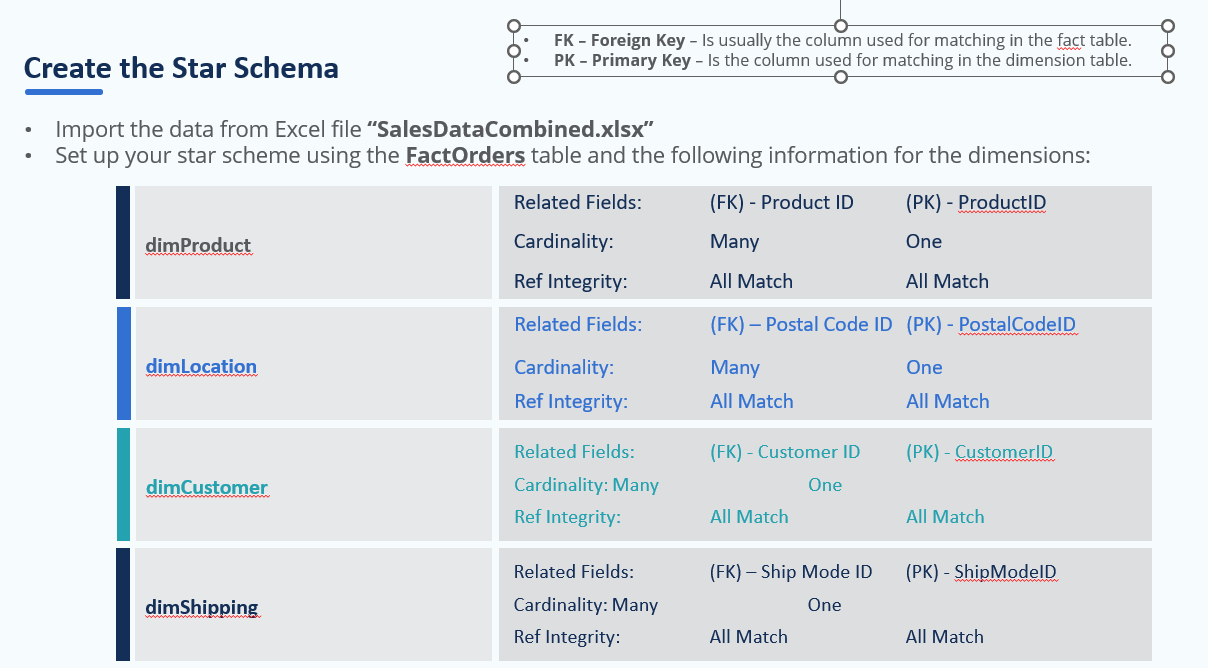 • FK – Foreign Key – Is usually the column used for matching in the fact table.
• PK – Primary Key – Is the column used for matching in the dimension table.
Create the Star Schema
• Import the data from Excel file “SalesDataCombined.xlsx”
• Set up your star scheme using the FactOrders table and the following information for the dimensions:
dimProduct
Related Fields: (FK) - Product ID (PK) - ProductID
Cardinality: Many One
Ref Integrity: All Match All Match
dimLocation
Related Fields: (FK) – Postal Code ID (PK) - PostalCodeID
Cardinality: Many One
Ref Integrity: All Match All Match
dimCustomer
Related Fields: (FK) - Customer ID (PK) - CustomerID
Cardinality: Many One
Ref Integrity: All Match All Match
dimShipping
Related Fields: (FK) – Ship Mode ID (PK) - ShipModeID
Cardinality: Many One
Ref Integrity: All Match All Match